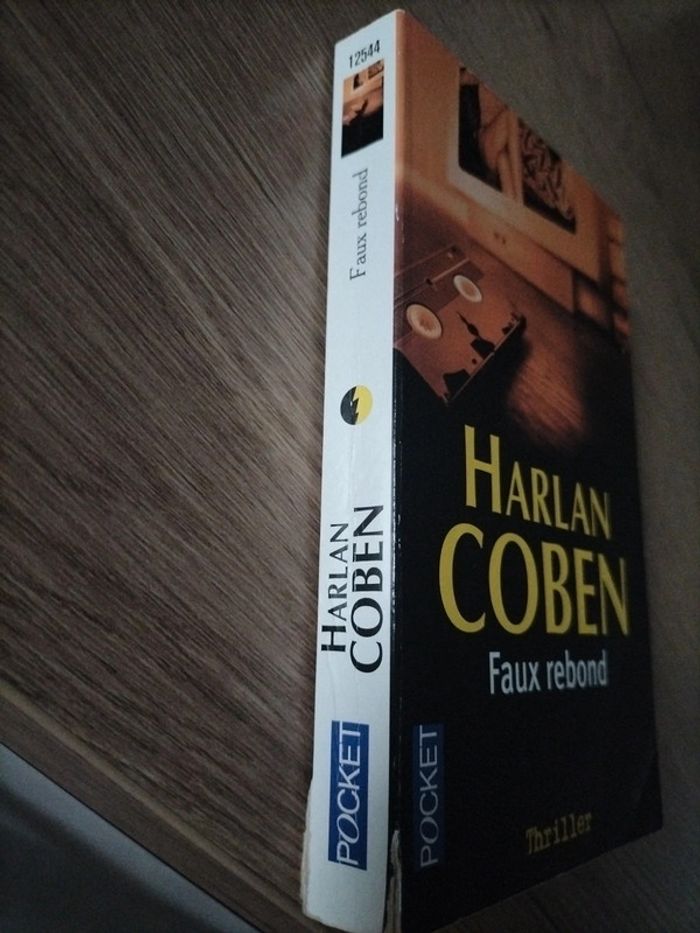 12544
Faux rebond
HARLAN
COBEN
POCKET
HARLAN
COBEN
Faux rebond
POCKET
Thriller